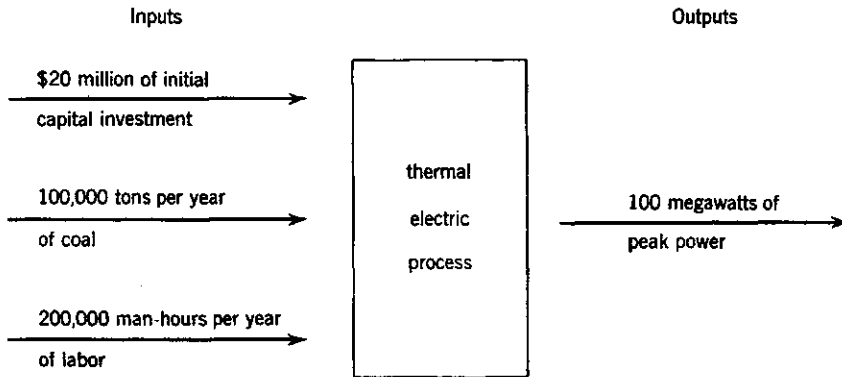 Inputs
Outputs
$20 million of initial
capital investment
100,000 tons per year
of coal
200,000 man-hours per year
of labor
thermal
electric
process
100 megawatts of
peak power